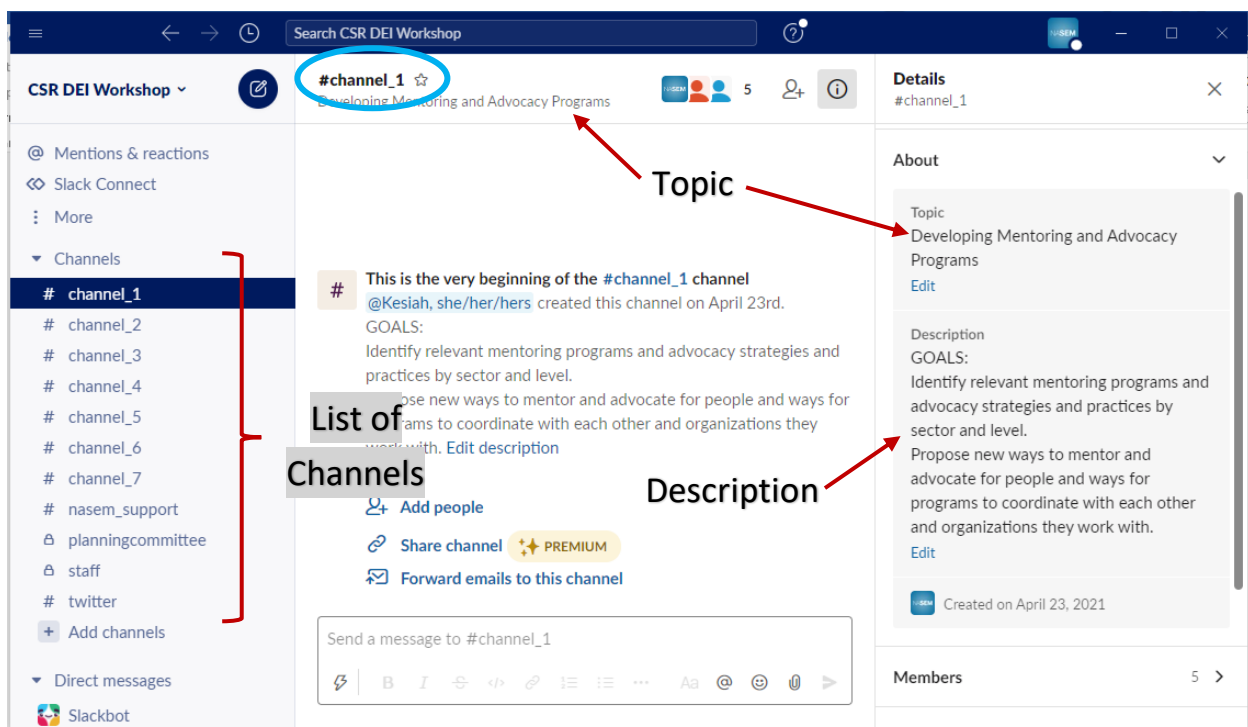 Search CSR DEI Workshop
CSR DEI Workshop
@ Mentions & reactions
Slack Connect
More
Channels
# channel_1
# channel_2
# channel_3
# channel_4
# channel_5
# channel_6
# channel_7
# nasem_support
planningcommittee
staff
# twitter
+ Add channels
Direct messages
Slackbot
List of
Channels
#channel_1
Developing Mentoring and Advocacy Programs
5
Topic
# This is the very beginning of the #channel_1 channel
@Kesiah, she/her/hers created this channel on April 23rd.
GOALS:
Identify relevant mentoring programs and advocacy strategies and
practices by sector and level.
ose new ways to mentor and advocate for people and ways for
rams to coordinate with each other and organizations they
work with. Edit description
Description
Add people
Share channel PREMIUM
Forward emails to this channel
Send a message to #channel_1
B I S </> ... Aa @
Details
#channel_1
About
Topic
Developing Mentoring and Advocacy
Programs
Edit
Description
GOALS:
Identify relevant mentoring programs and
advocacy strategies and practices by
sector and level.
Propose new ways to mentor and
advocate for people and ways for
programs to coordinate with each other
and organizations they work with.
Edit
Created on April 23, 2021
Members 5